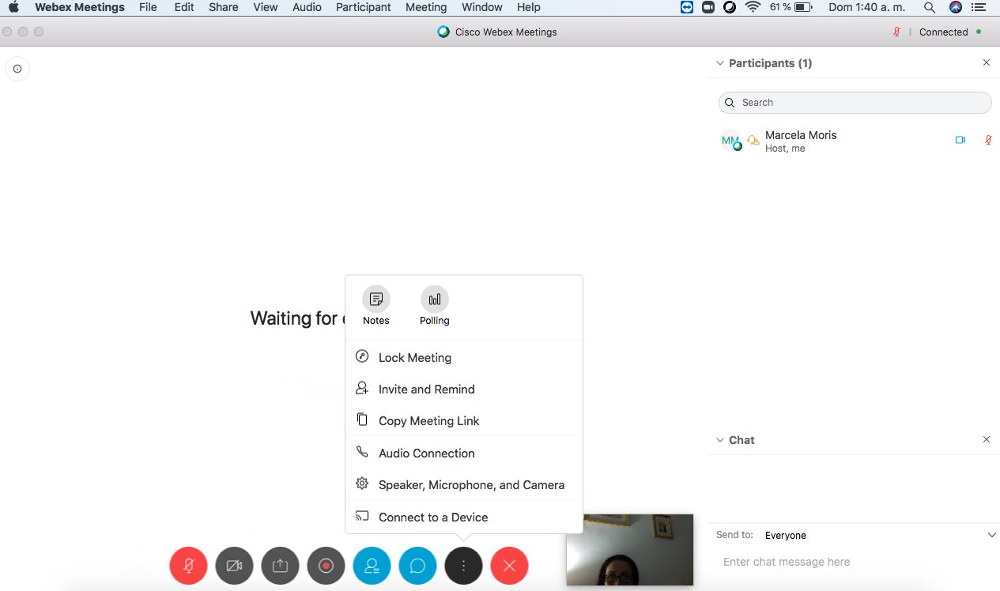 Webex Meetings File Edit Share View Audio Participant Meeting Window Help 61 % Dom 1:40 a. m.
Cisco Webex Meetings
Connected
Participants (1)
Search
MM
Marcela Moris
Host, me
Waiting for
Notes
Polling
Lock Meeting
Invite and Remind
Copy Meeting Link
Audio Connection
Speaker, Microphone, and Camera
Connect to a Device
Chat
Send to: Everyone
Enter chat message here